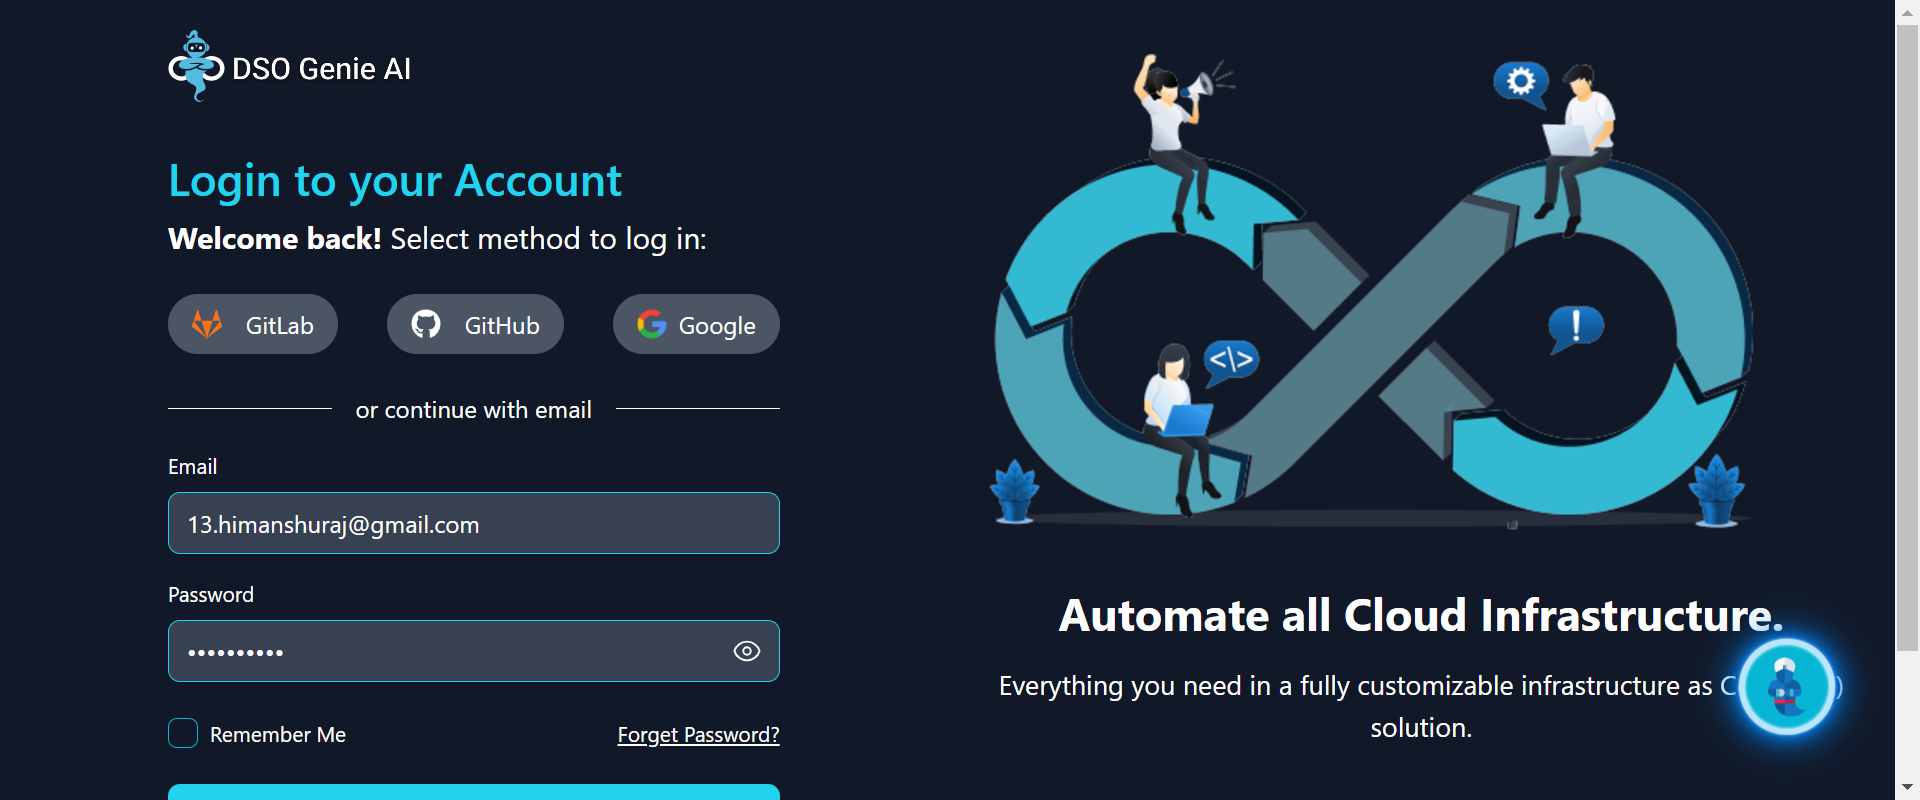 DSO Genie AI
Login to your Account
Welcome back! Select method to log in:
GitLab
GitHub
Google
or continue with email
Email
13.himanshuraj@gmail.com
Password
••••••••••
Remember Me
Forget Password?
</>
!
Automate all Cloud Infrastructure.
Everything you need in a fully customizable infrastructure as
solution.